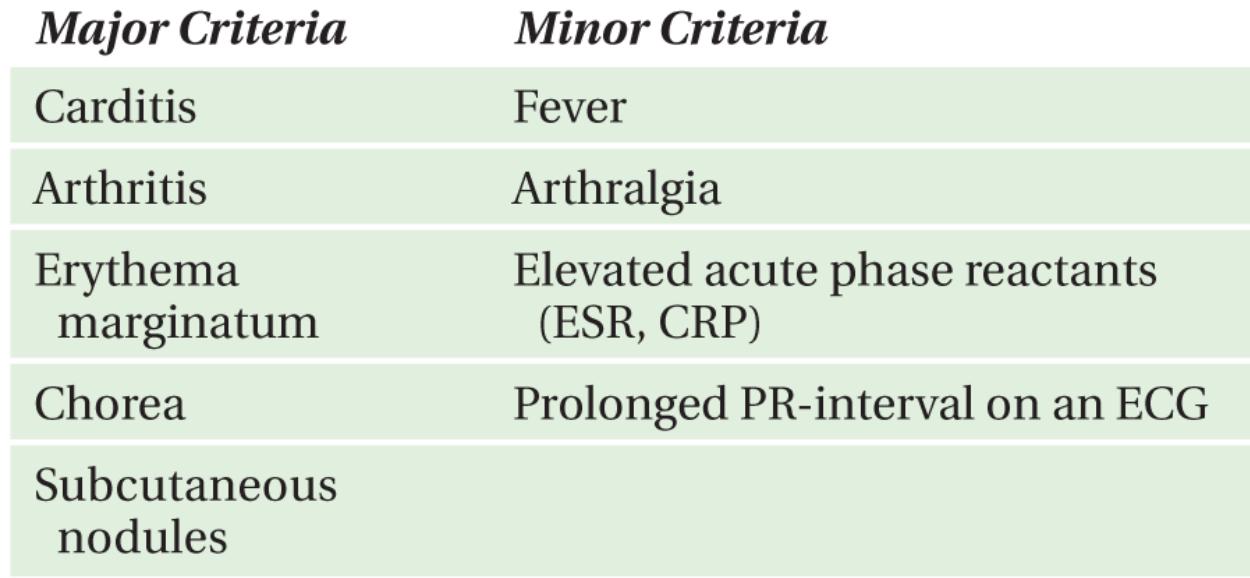 Major Criteria Minor Criteria
Carditis Fever
Arthritis Arthralgia
Erythema Elevated acute phase reactants
marginatum (ESR, CRP)
Chorea Prolonged PR-interval on an ECG
Subcutaneous
nodules